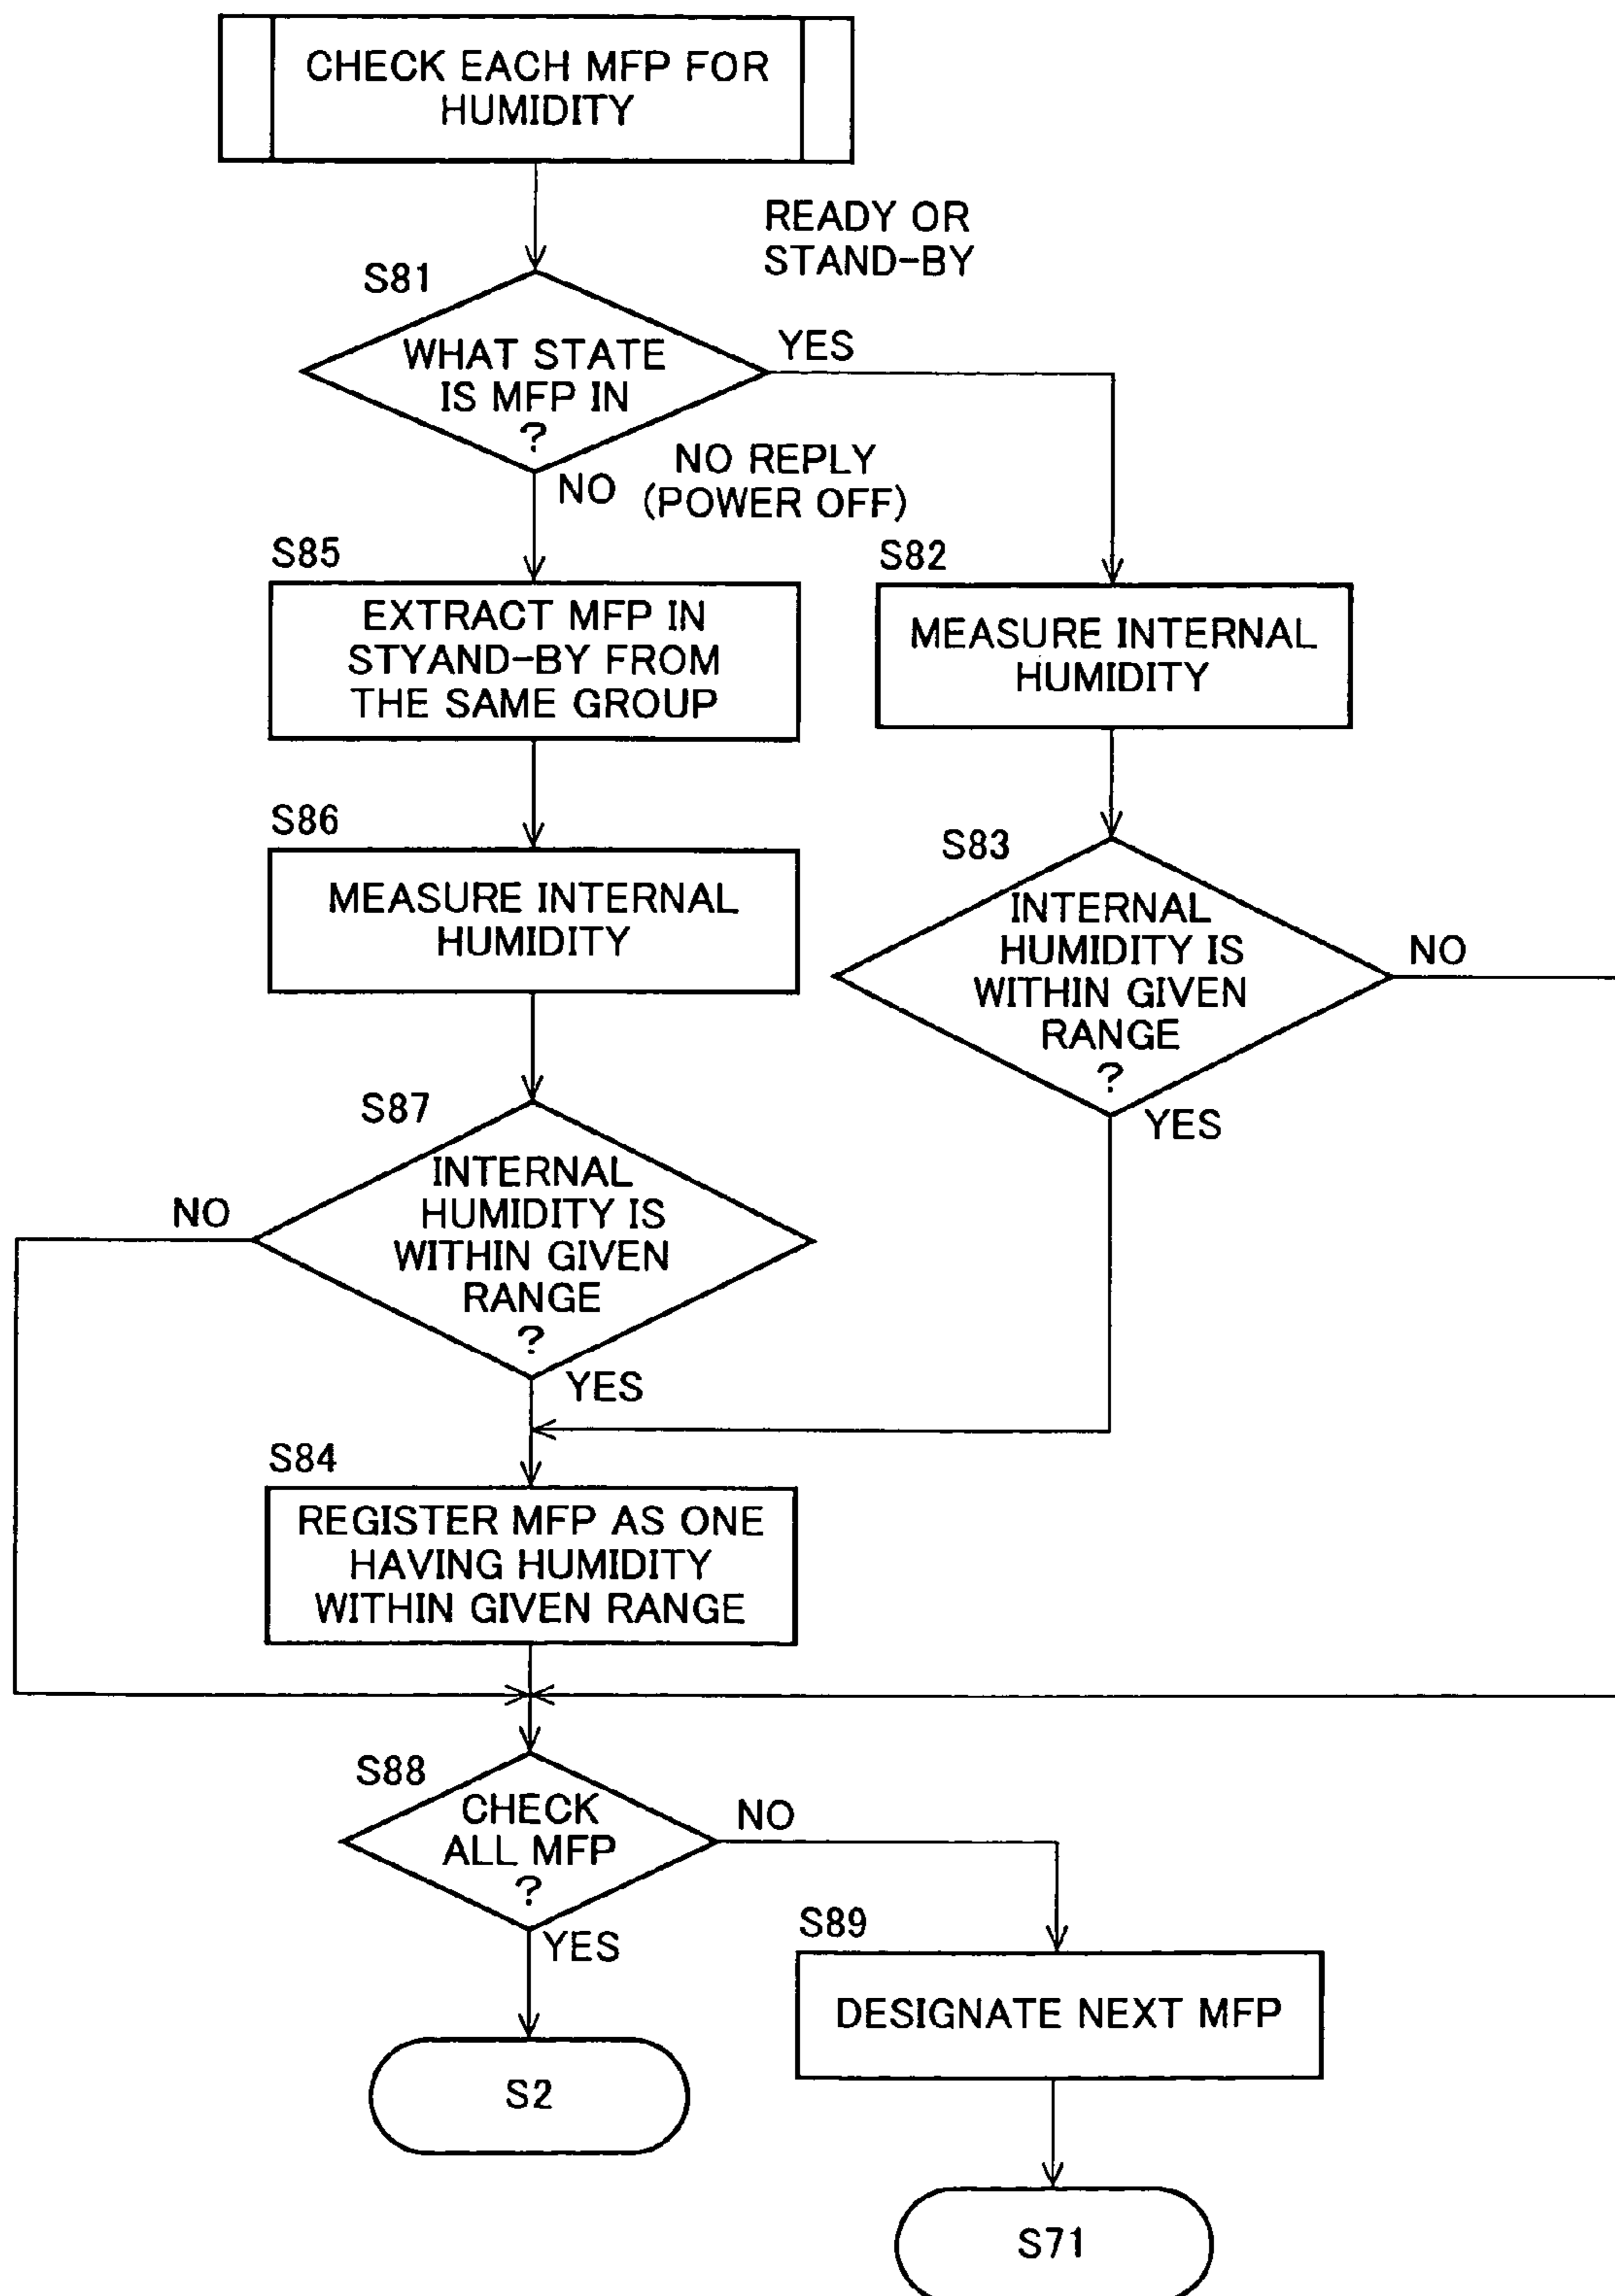 CHECK EACH MFP FOR
HUMIDITY
READY OR
STAND-BY
S81
WHAT STATE
IS MFP IN
?
YES
NO
NO REPLY
(POWER OFF)
S85
EXTRACT MFP IN
STYAND-BY FROM
THE SAME GROUP
S82
MEASURE INTERNAL
HUMIDITY
S86
MEASURE INTERNAL
HUMIDITY
S83
INTERNAL
HUMIDITY IS
WITHIN GIVEN
RANGE
?
NO
YES
S87
INTERNAL
HUMIDITY IS
WITHIN GIVEN
RANGE
?
NO
YES
S84
REGISTER MFP AS ONE
HAVING HUMIDITY
WITHIN GIVEN RANGE
S88
CHECK
ALL MFP
?
NO
YES
S89
DESIGNATE NEXT MFP
S2
S71